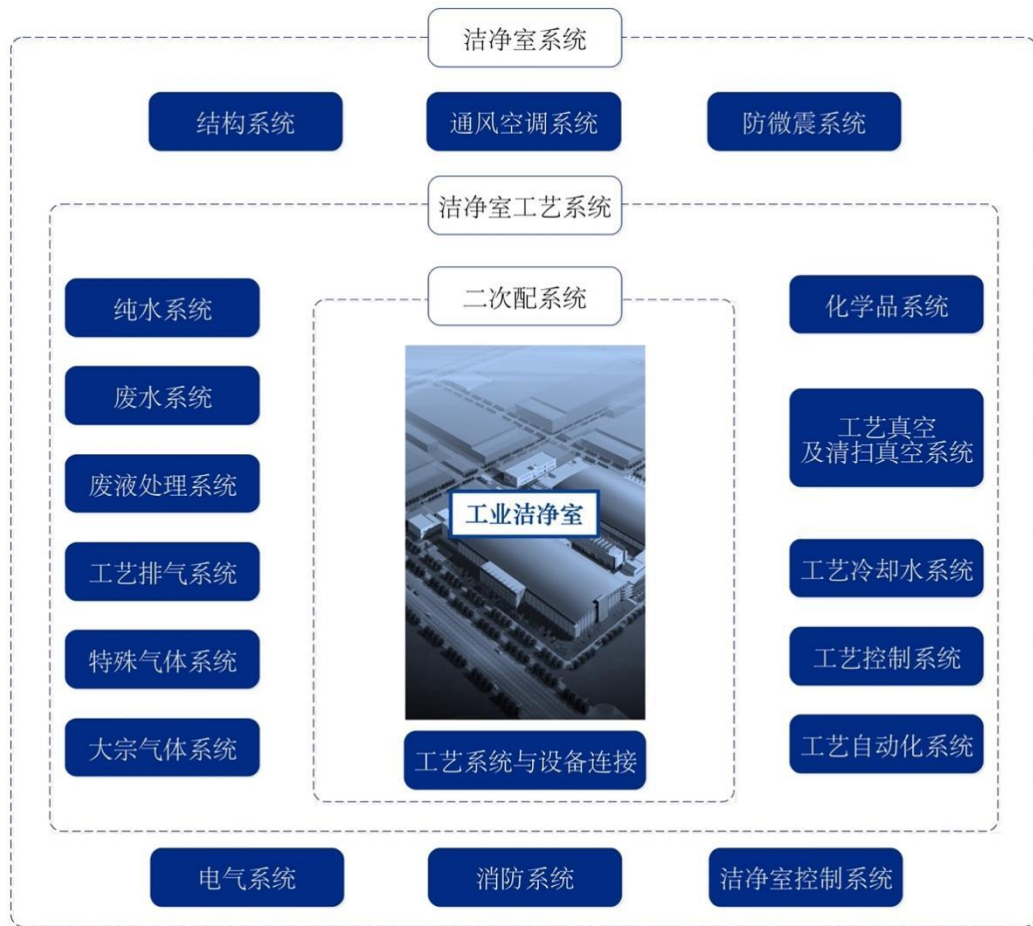 洁净室系统
结构系统
通风空调系统
防微震系统
洁净室工艺系统
二次配系统
纯水系统
废水系统
废液处理系统
工艺排气系统
特殊气体系统
大宗气体系统
工业洁净室
工艺系统与设备连接
化学品系统
工艺真空
及清扫真空系统
工艺冷却水系统
工艺控制系统
工艺自动化系统
电气系统
消防系统
洁净室控制系统